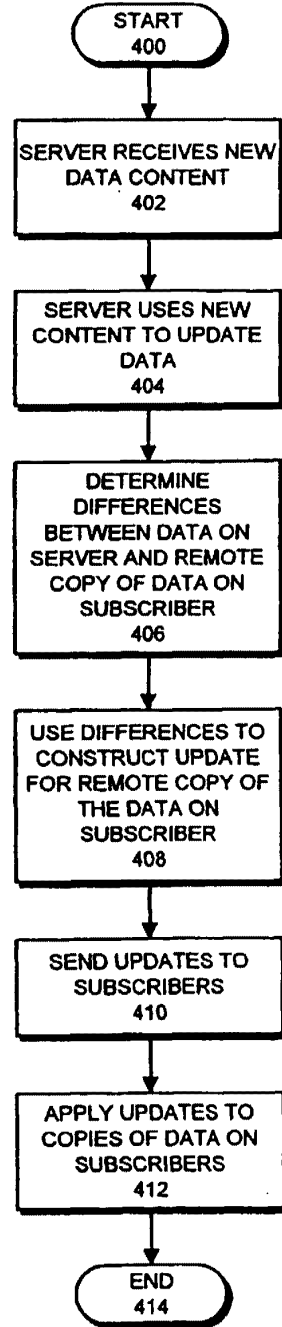 START
400
SERVER RECEIVES NEW
DATA CONTENT
402
SERVER USES NEW
CONTENT TO UPDATE
DATA
404
DETERMINE
DIFFERENCES
BETWEEN DATA ON
SERVER AND REMOTE
COPY OF DATA ON
SUBSCRIBER
406
USE DIFFERENCES TO
CONSTRUCT UPDATE
FOR REMOTE COPY OF
THE DATA ON
SUBSCRIBER
408
SEND UPDATES TO
SUBSCRIBERS
410
APPLY UPDATES TO
COPIES OF DATA ON
SUBSCRIBERS
412
END
414